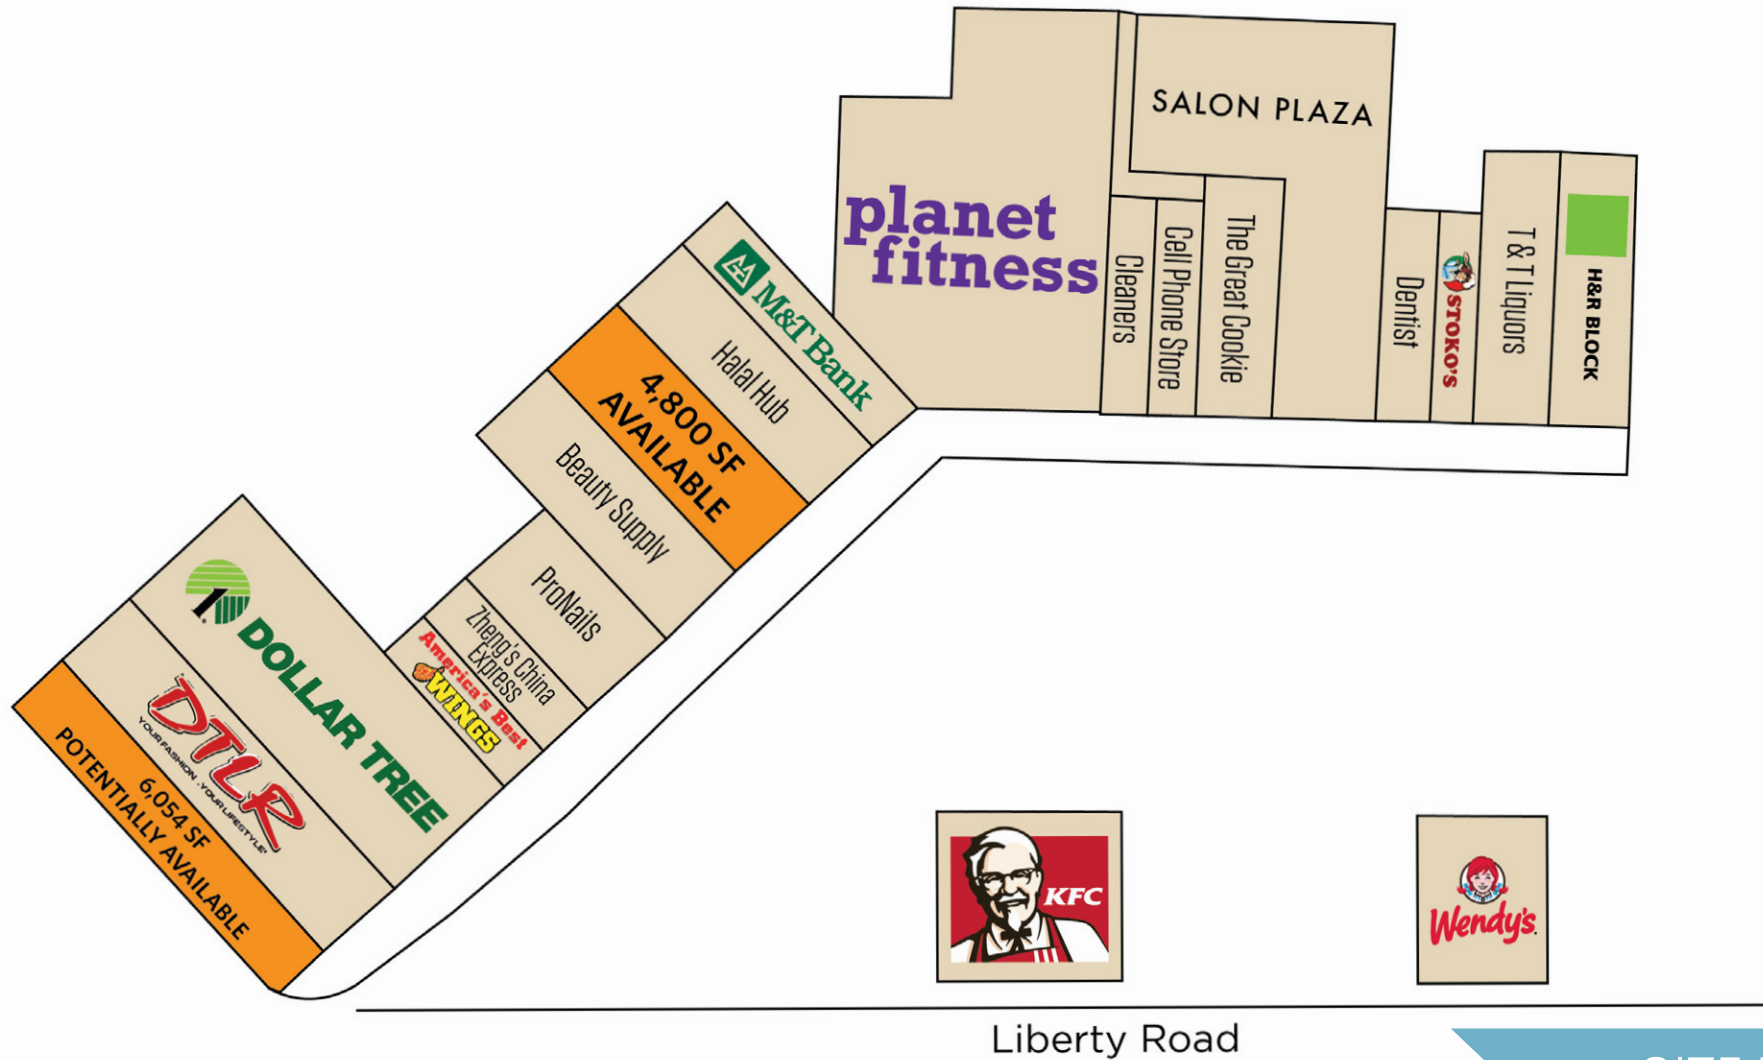 SALON PLAZA
planet
fitness
Cleaners
Cell Phone Store
The Great Cookie
Dentist
STOKO'S
T & T Liquors
H&R BLOCK
M&T Bank
Halal Hub
4,800 SF
AVAILABLE
Beauty Supply
ProNails
Zheng's China
Express
America's Best
WINGS
1
DOLLAR TREE
DTLR
YOUR FASHION. YOUR LIFESTYLE®
6,054 SF
POTENTIALLY AVAILABLE
KFC
Wendy's
Liberty Road